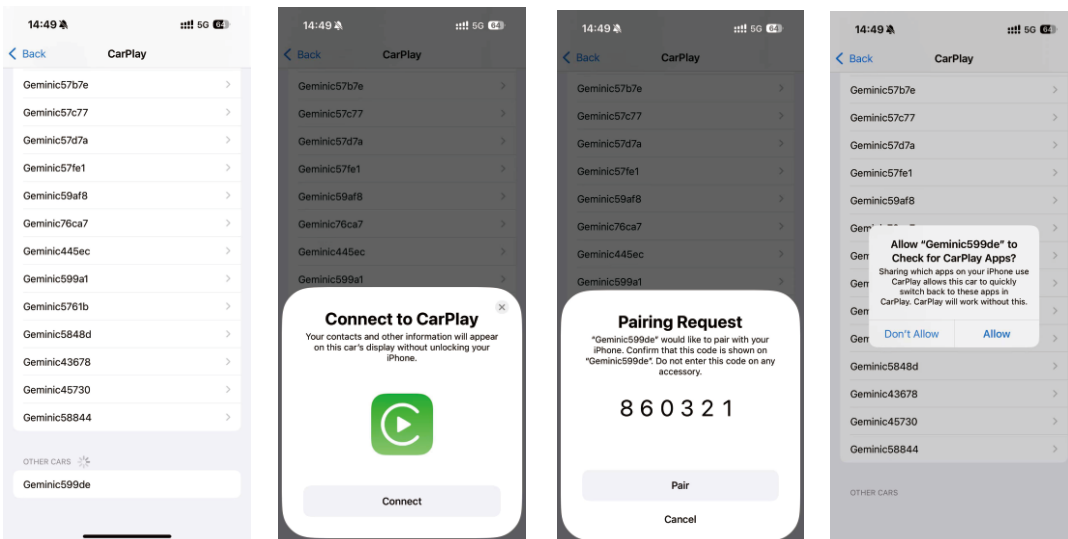 14:49
5G 64
Back
CarPlay
Geminic57b7e
Geminic57c77
Geminic57d7a
Geminic57fe1
Geminic59af8
Geminic76ca7
Geminic445ec
Geminic599a1
Geminic5761b
Geminic5848d
Geminic43678
Geminic45730
Geminic58844
OTHER CARS
Geminic599de
14:49
5G 64
Back
CarPlay
Geminic57b7e
Geminic57c77
Geminic57d7a
Geminic57fe1
Geminic59af8
Geminic76ca7
Geminic445ec
Geminic599a1
Connect to CarPlay
Your contacts and other information will appear
on this car's display without unlocking your
iPhone.
Connect
14:49
5G 64
Back
CarPlay
Geminic57b7e
Geminic57c77
Geminic57d7a
Geminic57fe1
Geminic59af8
Geminic76ca7
Geminic445ec
Geminic599a1
Pairing Request
"Geminic599de" would like to pair with your
iPhone. Confirm that this code is shown on
"Geminic599de". Do not enter this code on any
accessory.
860321
Pair
Cancel
14:49
5G 64
Back
CarPlay
Geminic57b7e
Geminic57c77
Geminic57d7a
Geminic57fe1
Geminic59af8
Allow "Geminic599de" to
Check for CarPlay Apps?
Sharing which apps on your iPhone use
CarPlay allows this car to quickly
switch back to these apps in
CarPlay. CarPlay will work without this.
Don't Allow
Allow
Geminic5848d
Geminic43678
Geminic45730
Geminic58844
OTHER CARS